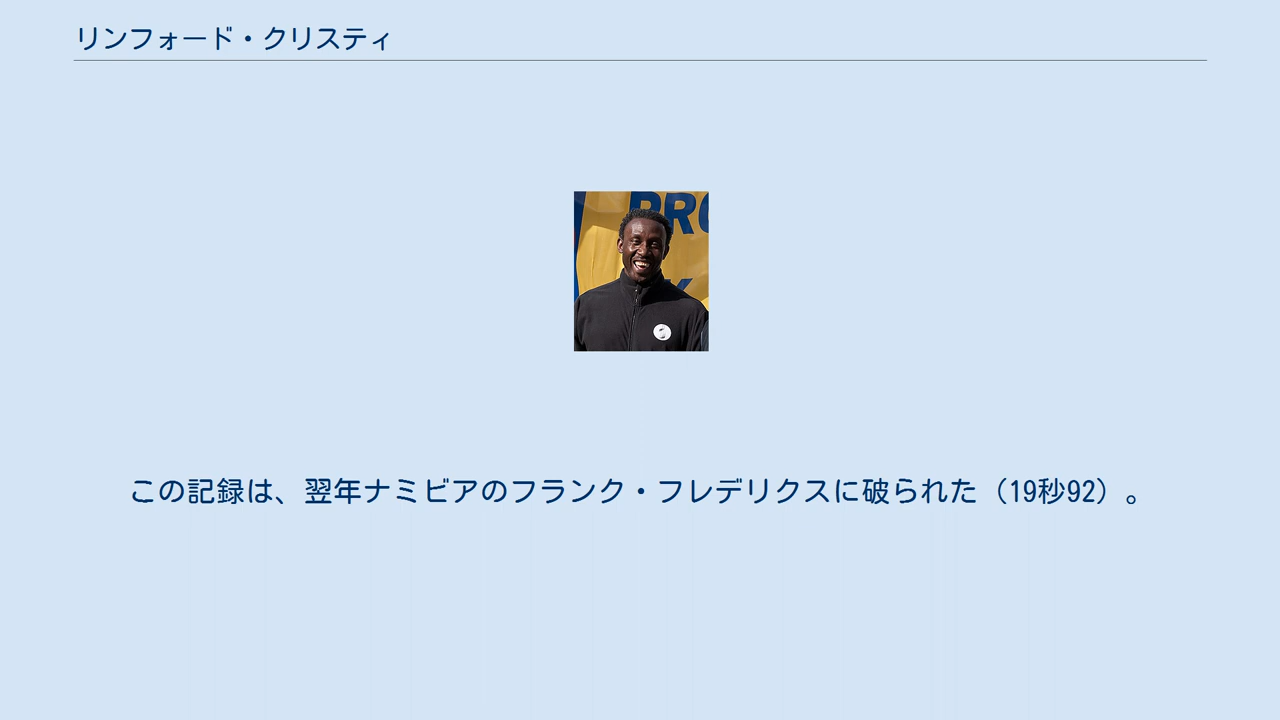 リンフォード・クリスティ
PRO
この記録は、翌年ナミビアのフランク・フレデリクスに破られた（19秒92）。